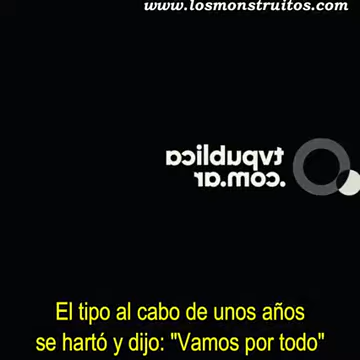 www.losmonstruitos.com
tvpublica
.com.ar
El tipo al cabo de unos años
se hartó y dijo: "Vamos por todo"